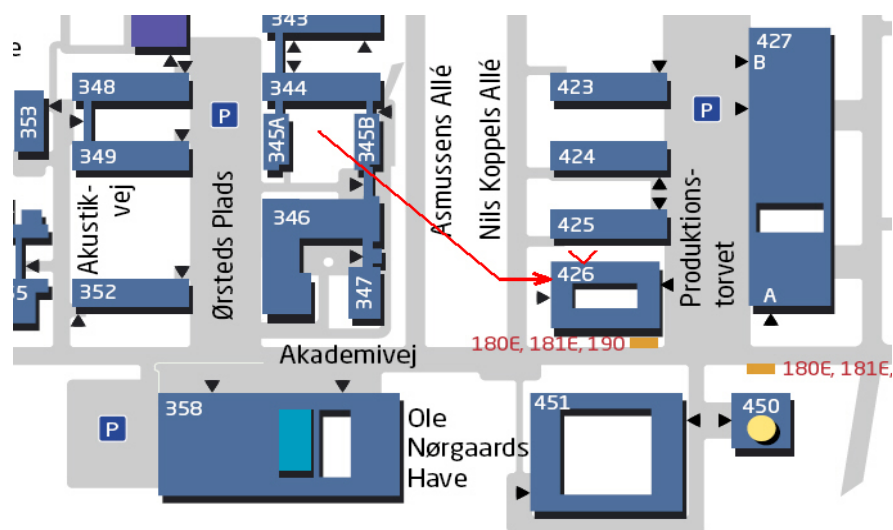 343
427
B
348
344
423
353
P
345A
345B
P
349
424
Akustik-
vej
Ørsteds Plads
Asmussens Allé
Nils Koppels Allé
346
425
426
Produktions-
torvet
352
347
A
180E, 181E, 190
Akademivej
180E, 181E,
358
451
450
P
Ole
Nørgaards
Have